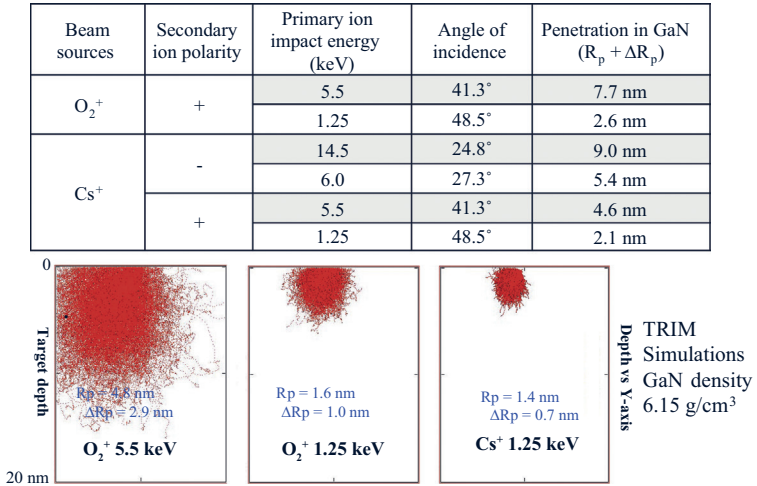 Beam sources
Secondary ion polarity
Primary ion impact energy (keV)
Angle of incidence
Penetration in GaN (Rp + ΔRp)
O2+
+
5.5
41.3˚
7.7 nm
1.25
48.5˚
2.6 nm
Cs+
-
14.5
24.8˚
9.0 nm
6.0
27.3˚
5.4 nm
+
5.5
41.3˚
4.6 nm
1.25
48.5˚
2.1 nm
0
Target depth
20 nm
Rp = 4.8 nm
ΔRp = 2.9 nm
O2+ 5.5 keV
Rp = 1.6 nm
ΔRp = 1.0 nm
O2+ 1.25 keV
Rp = 1.4 nm
ΔRp = 0.7 nm
Cs+ 1.25 keV
Depth vs Y-axis
TRIM
Simulations
GaN density
6.15 g/cm3